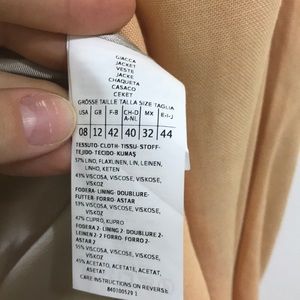 GIACCA
JACKET
VESTE
JACKE
CHAQUETA
CASACO
CEKET
GRÖSSE TAILLE TALLA SIZE TAGLIA
USA GB F-B CH-D A-NL MX E-I-J
08 12 42 40 32 44
TESSUTO-CLOTH-TISSU-STOFF-
TEJIDO-TECIDO-KUMAŞ
57% LINO, FLAX/LINEN, LIN, LEINEN,
LINHO, KETEN
43% VISCOSA, VISCOSE, VISKOSE,
VISKOZ
FODERA-LINING-DOUBLURE-
FUTTER-FORRO-ASTAR
53% VISCOSA, VISCOSE, VISKOSE,
VISKOZ
47% CUPRO, KUPRO
FODERA 2-LINING 2-DOUBLURE
2-FUTTER 2-FORRO 2-
ASTAR 2
55% VISCOSA, VISCOSE, VISKOSE,
VISKOZ
45% ACETATO, ACETATE, ACETAT,
ASETAT
CARE INSTRUCTIONS ON REVERSE